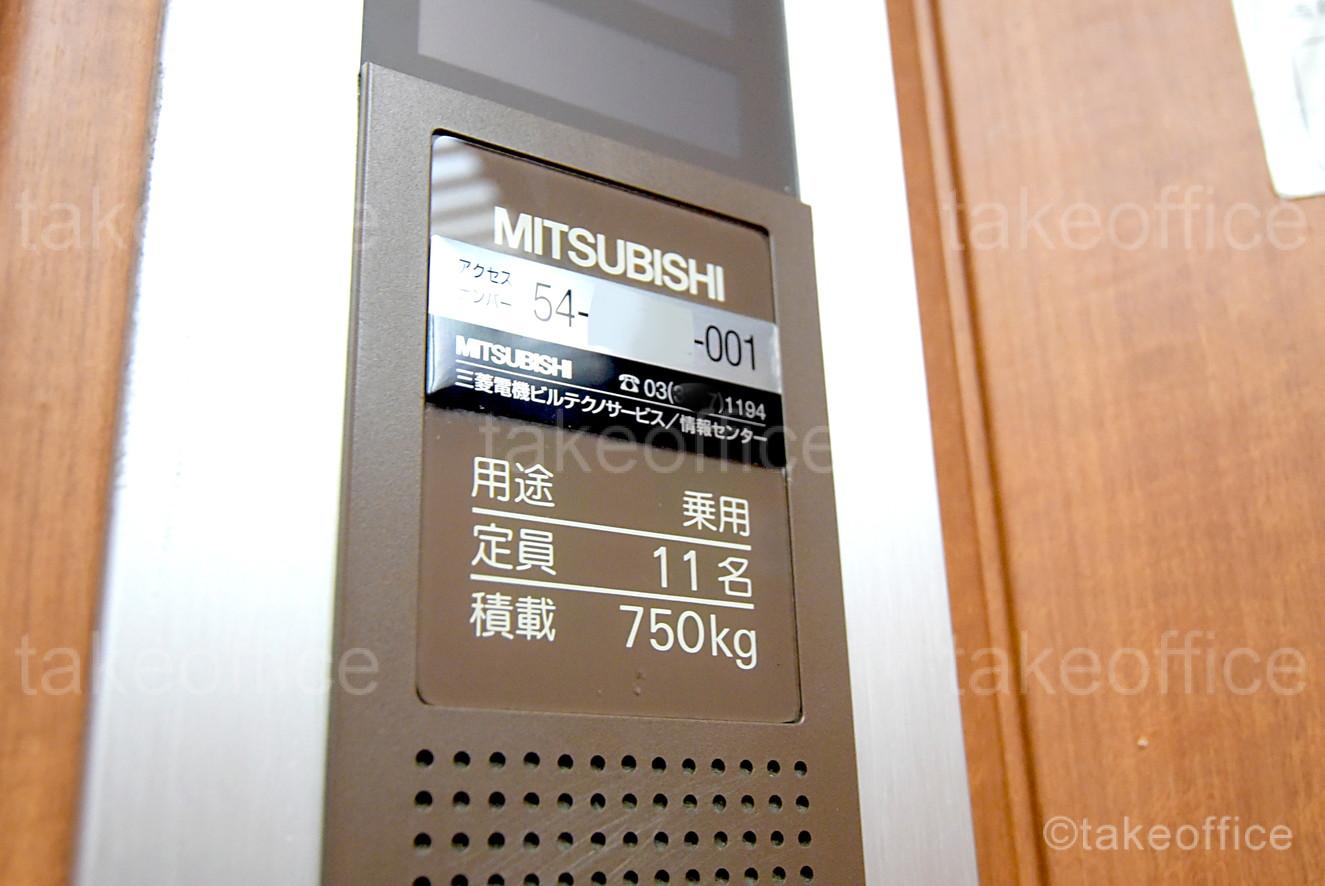 MITSUBISHI
アクセス
ナンバー
54- -001
MITSUBISHI
☎03( 7)1194
三菱電機ビルテクノサービス／情報センター
用途 乗用
定員 11名
積載 750kg
takeoffice
takeoffice
takeoffice
takeoffice
takeoffice
©takeoffice